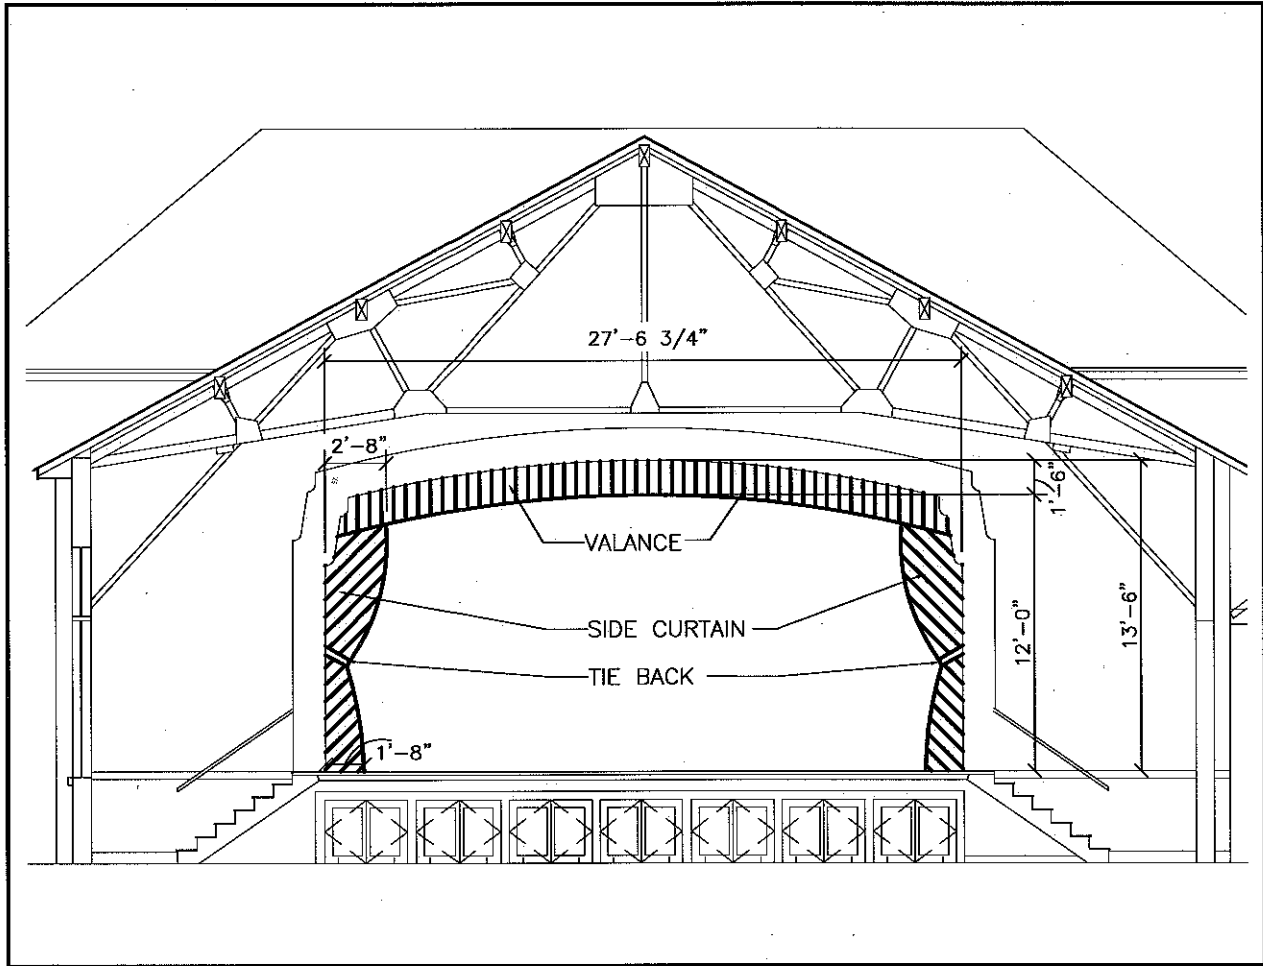 27'-6 3/4"
2'-8"
1'-6"
VALANCE
SIDE CURTAIN
TIE BACK
12'-0"
13'-6"
1'-8"